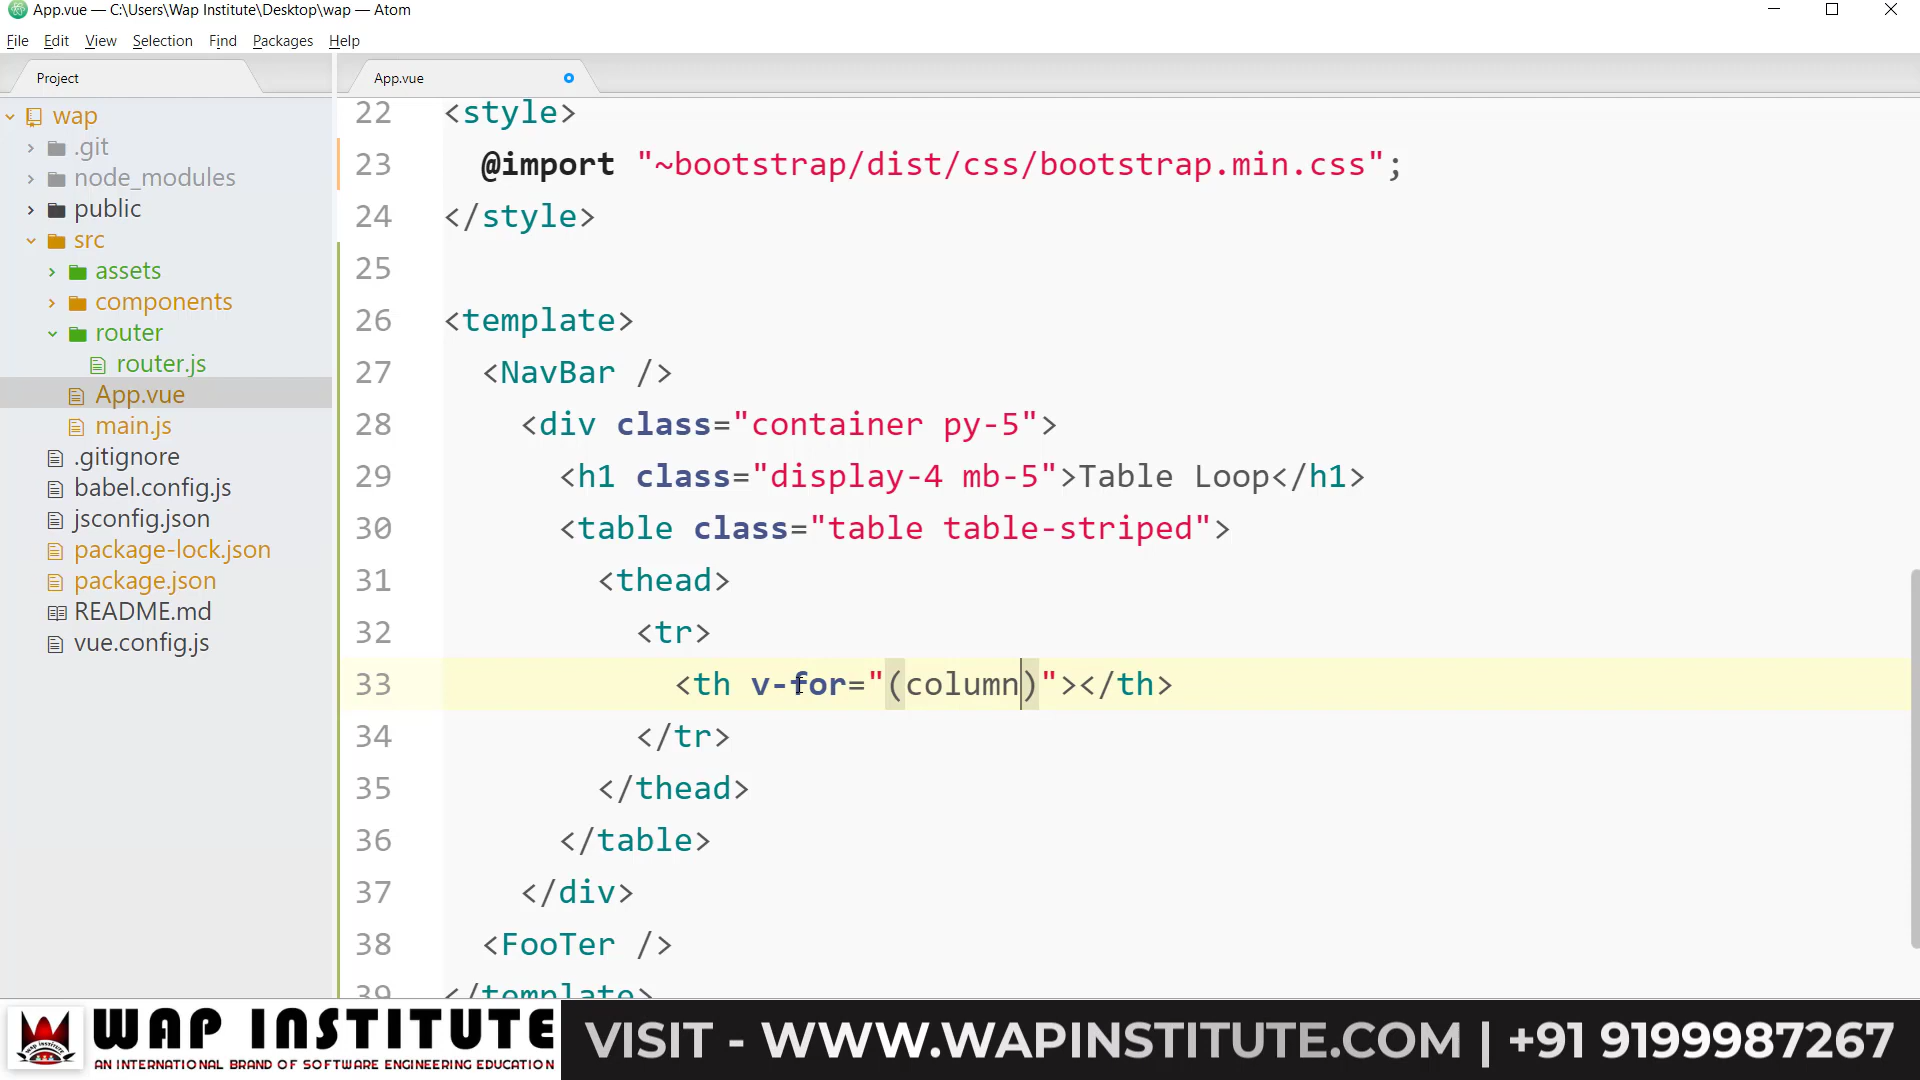 App.vue — C:\Users\Wap Institute\Desktop\wap — Atom
File Edit View Selection Find Packages Help
Project
App.vue
wap
.git
node_modules
public
src
assets
components
router
router.js
App.vue
main.js
.gitignore
babel.config.js
jsconfig.json
package-lock.json
package.json
README.md
vue.config.js
22 <style>
23 @import "~bootstrap/dist/css/bootstrap.min.css";
24 </style>
25
26 <template>
27 <NavBar />
28 <div class="container py-5">
29 <h1 class="display-4 mb-5">Table Loop</h1>
30 <table class="table table-striped">
31 <thead>
32 <tr>
33 <th v-for="(column)"></th>
34 </tr>
35 </thead>
36 </table>
37 </div>
38 <FooTer />
39 </template>
WAP INSTITUTE
AN INTERNATIONAL BRAND OF SOFTWARE ENGINEERING EDUCATION
VISIT - WWW.WAPINSTITUTE.COM | +91 9199987267